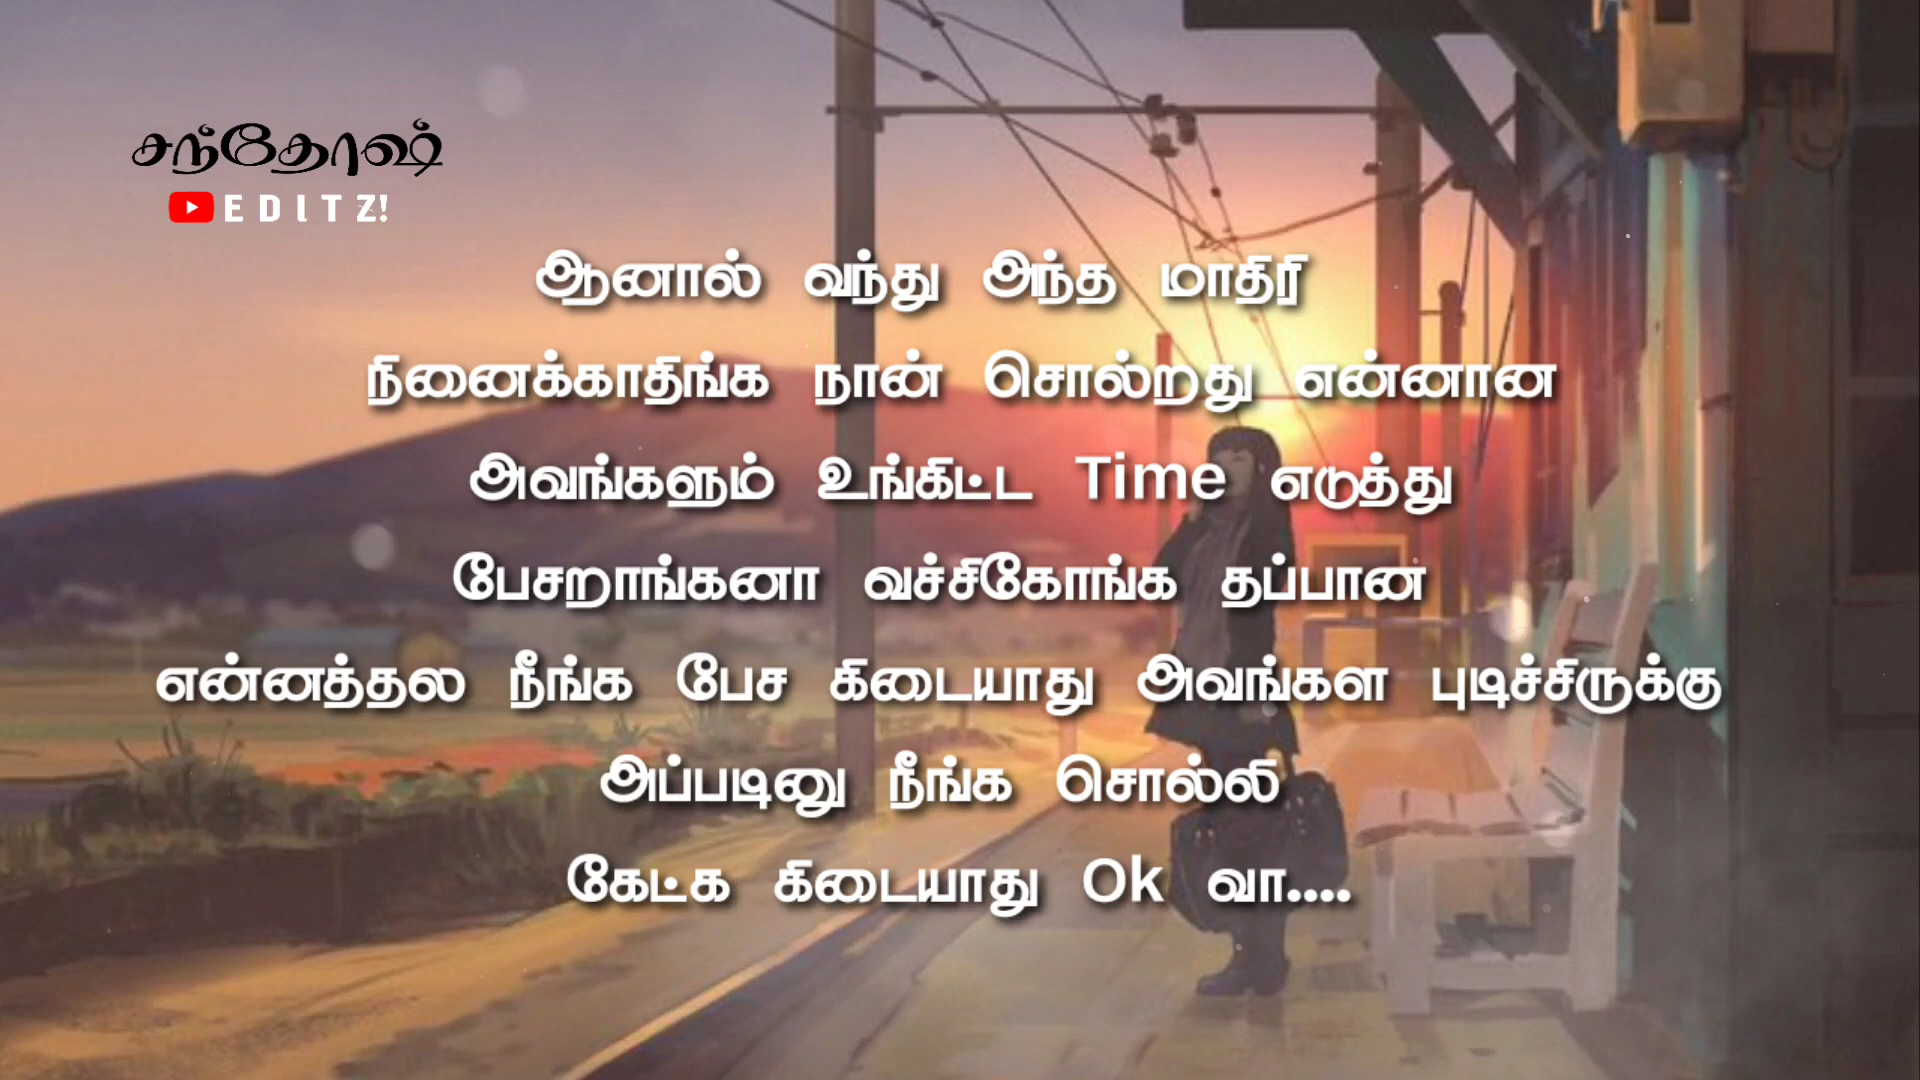 சந்தோஷ்
EDITZ!
ஆனால் வந்து அந்த மாதிரி
நினைக்காதிங்க நான் சொல்றது என்னான
அவங்களும் உங்கிட்ட Time எடுத்து
பேசறாங்கனா வச்சிகோங்க தப்பான
என்னத்தல நீங்க பேச கிடையாது அவங்கள புடிச்சிருக்கு
அப்படினு நீங்க சொல்லி
கேட்க கிடையாது Ok வா....